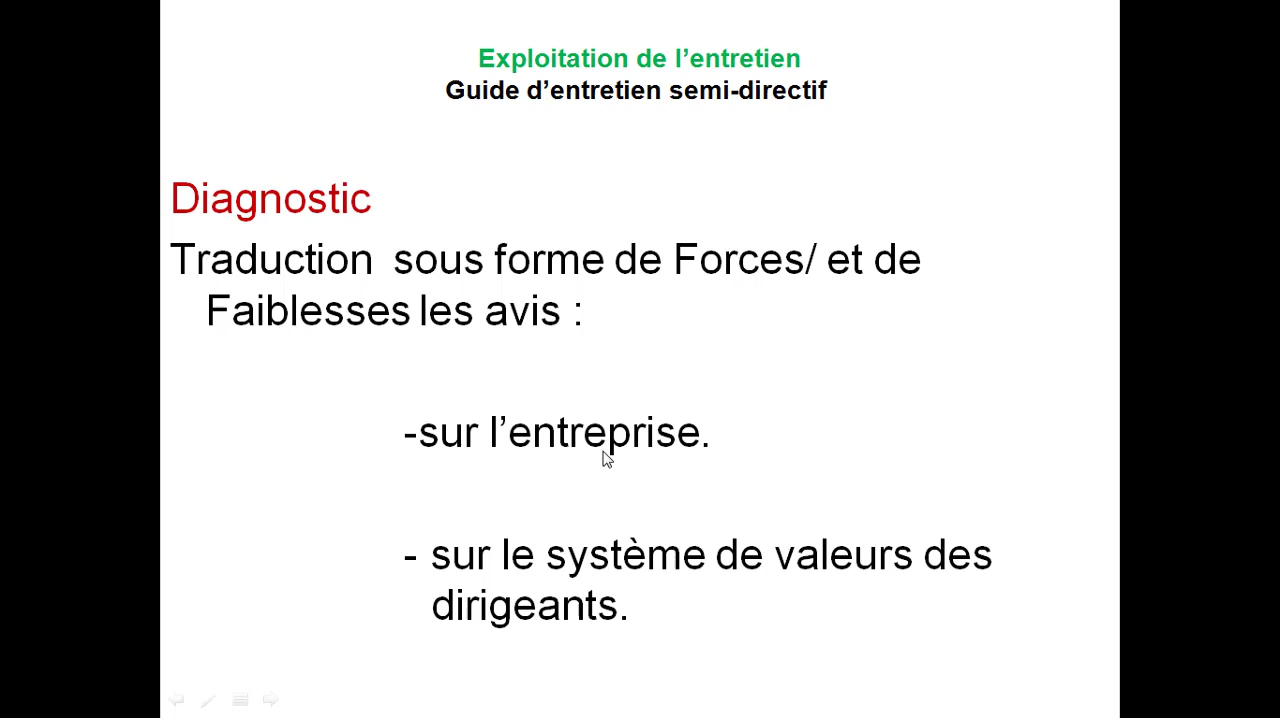 Exploitation de l’entretien
Guide d’entretien semi-directif
Diagnostic
Traduction sous forme de Forces/ et de
Faiblesses les avis :
-sur l’entreprise.
- sur le système de valeurs des
dirigeants.